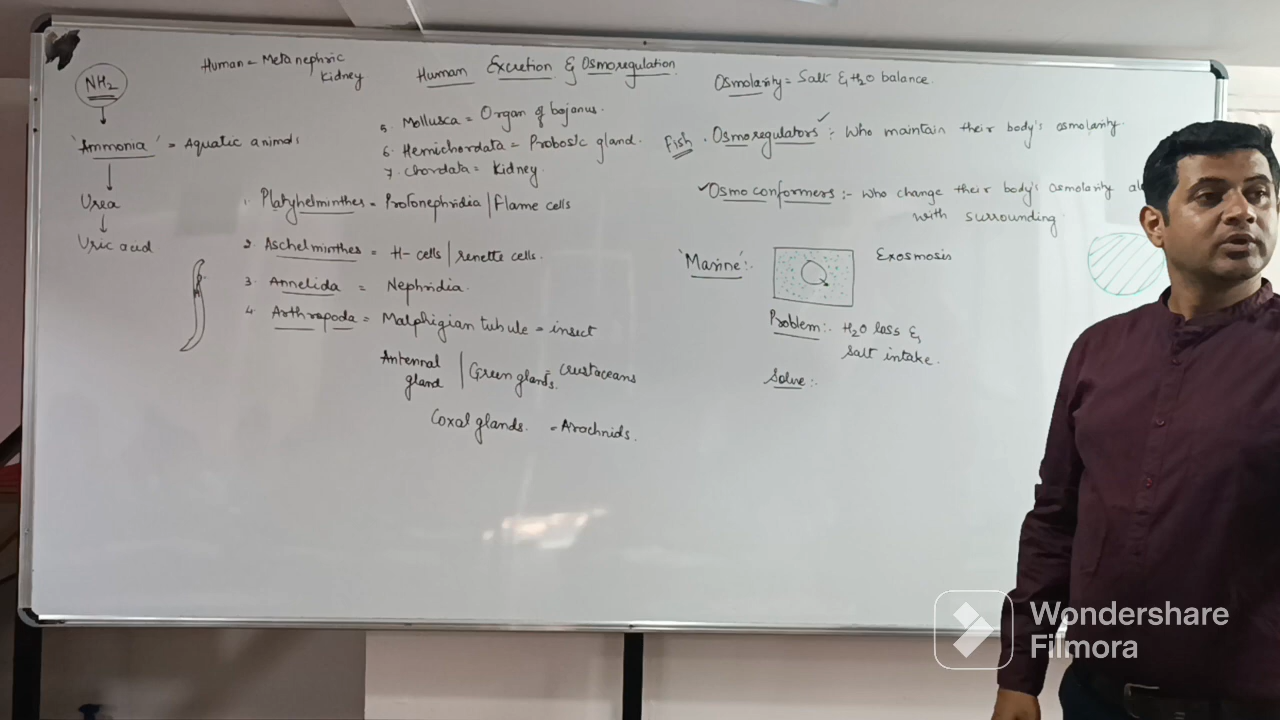 Human = Metanephric
Kidney
Human Excretion & Osmoregulation
Osmolarity = Salt & H2O balance.
NH2
'Ammonia' = Aquatic animals
Urea
Uric acid
5. Mollusca = Organ of bojanus.
6. Hemichordata = Probosic gland.
7. Chordata = Kidney.
1. Platyhelminthes = Protonephridia / Flame cells
2. Aschelminthes = H-cells / renette cells.
3. Annelida = Nephridia.
4. Arthrapoda = Malphigian tubule = insect
Antennal gland / Green glands. = crustaceans
Coxal glands. = Arachnids.
Fish. Osmoregulators ✓ :- Who maintain their body's osmolarity.
✓Osmo conformers :- who change their body's osmolarity
with surrounding.
'Marine' :-
Exosmosis
Problem :- H2O loss &
Salt intake.
Solve :-
Wondershare
Filmora